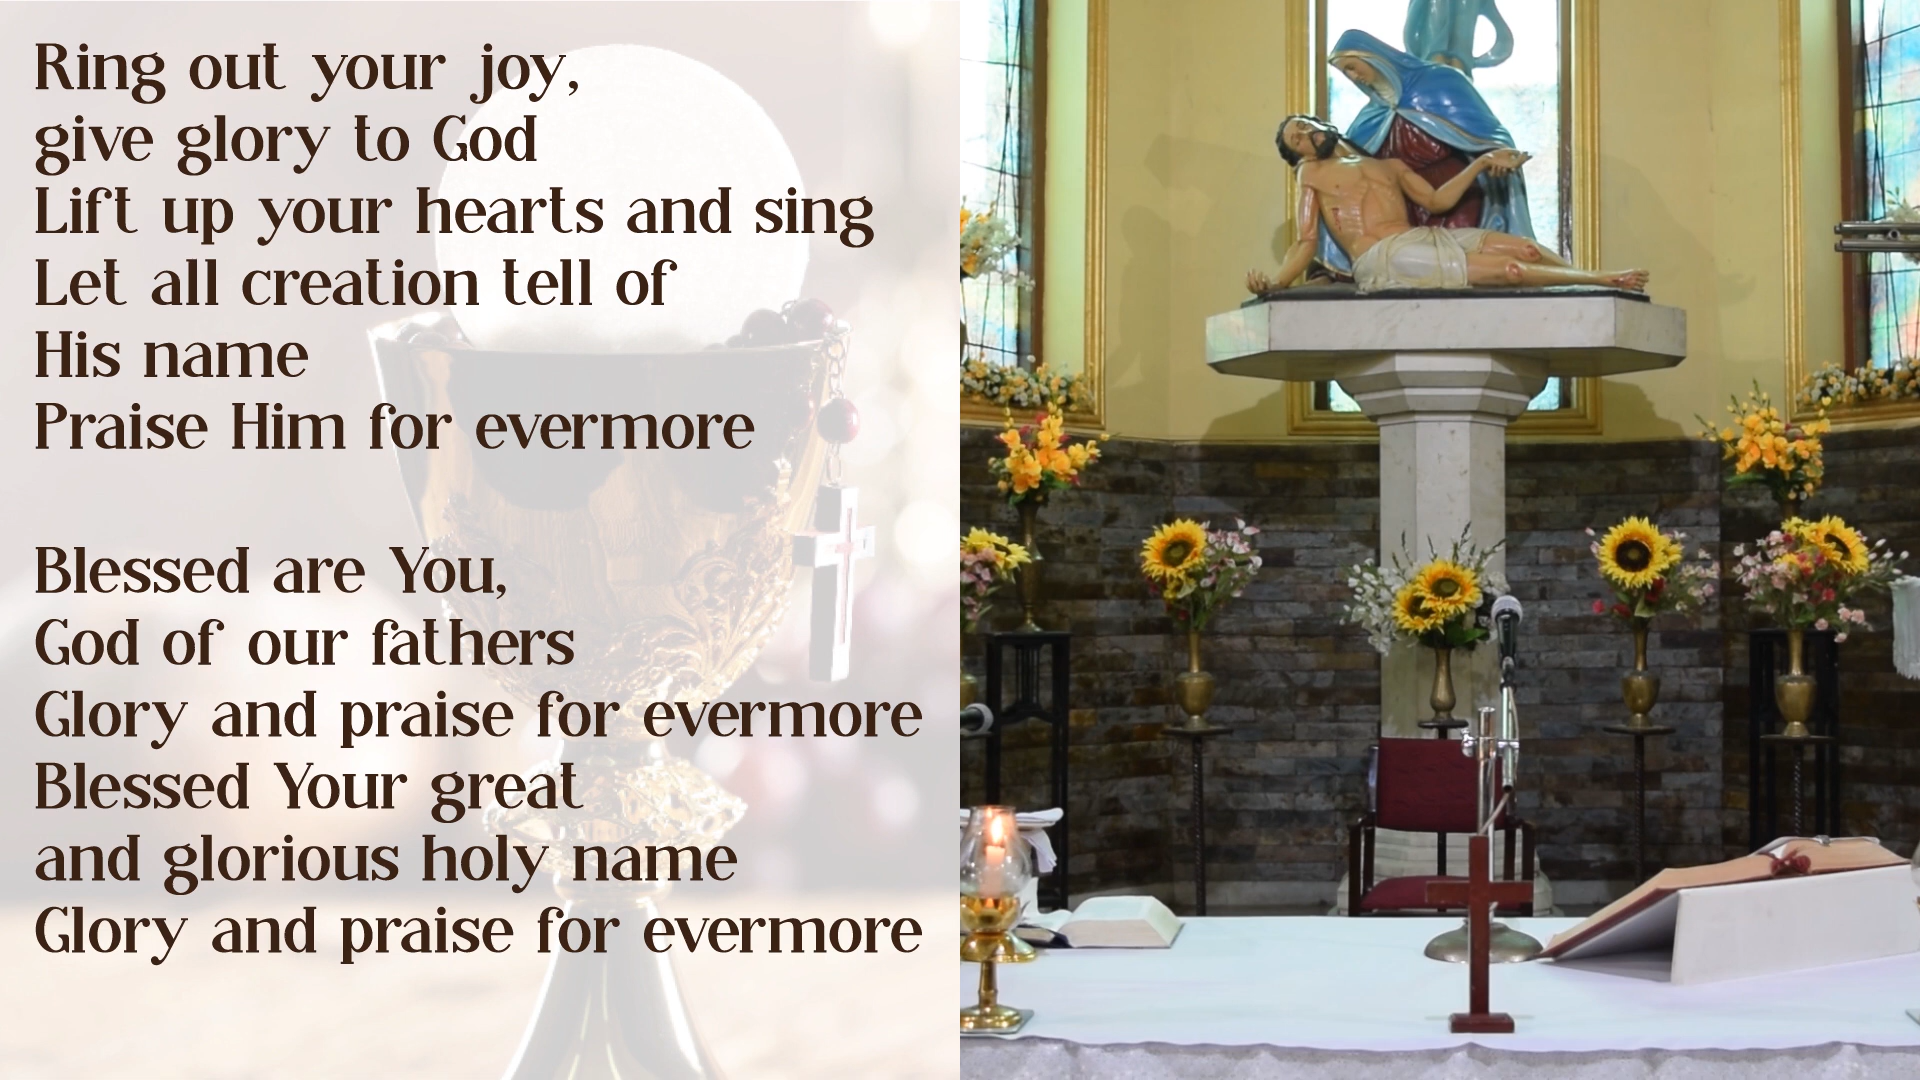 Ring out your joy,
give glory to God
Lift up your hearts and sing
Let all creation tell of
His name
Praise Him for evermore
Blessed are You,
God of our fathers
Glory and praise for evermore
Blessed Your great
and glorious holy name
Glory and praise for evermore